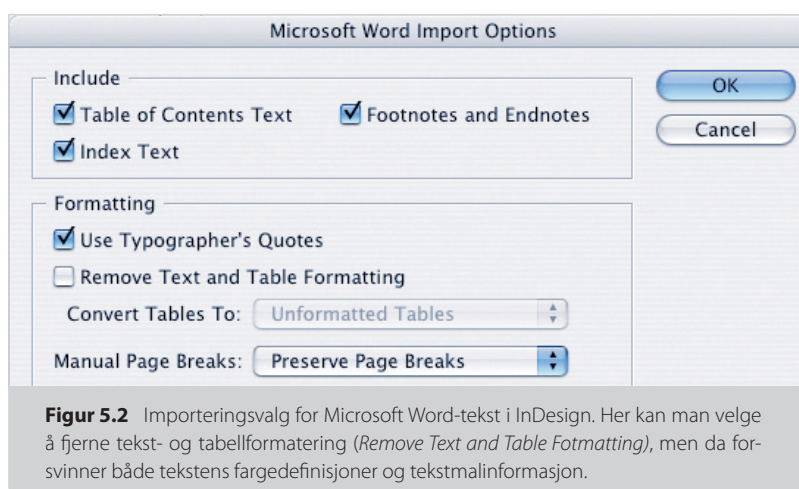 Microsoft Word Import Options
Include
Table of Contents Text
Footnotes and Endnotes
Index Text
OK
Cancel
Formatting
Use Typographer's Quotes
Remove Text and Table Formatting
Convert Tables To: Unformatted Tables
Manual Page Breaks: Preserve Page Breaks
Figur 5.2 Importeringsvalg for Microsoft Word-tekst i InDesign. Her kan man velge
å fjerne tekst- og tabellformatering (Remove Text and Table Fotmatting), men da for-
svinner både tekstens fargedefinisjoner og tekstmalinformasjon.